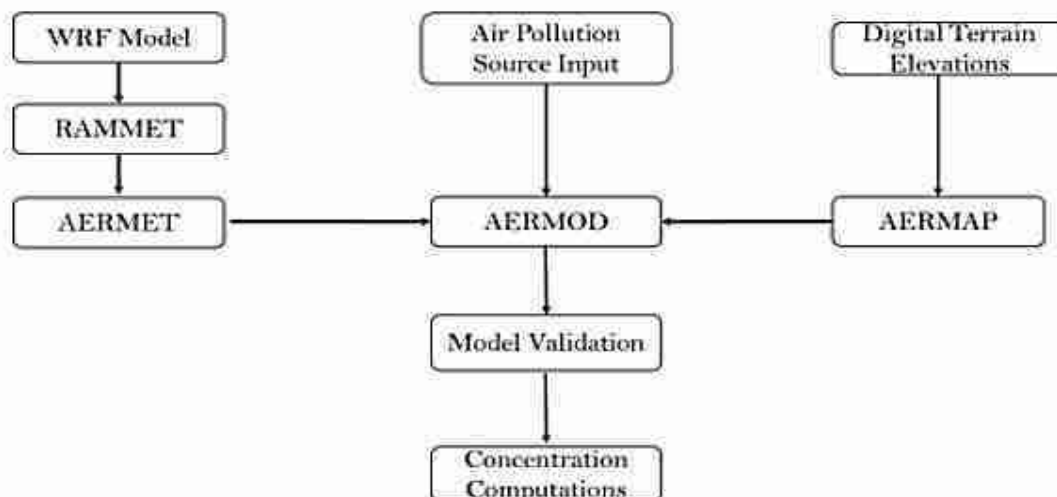 WRF Model
Air Pollution
Source Input
Digital Terrain
Elevations
RAMMET
AERMET
AERMOD
AERMAP
Model Validation
Concentration
Computations